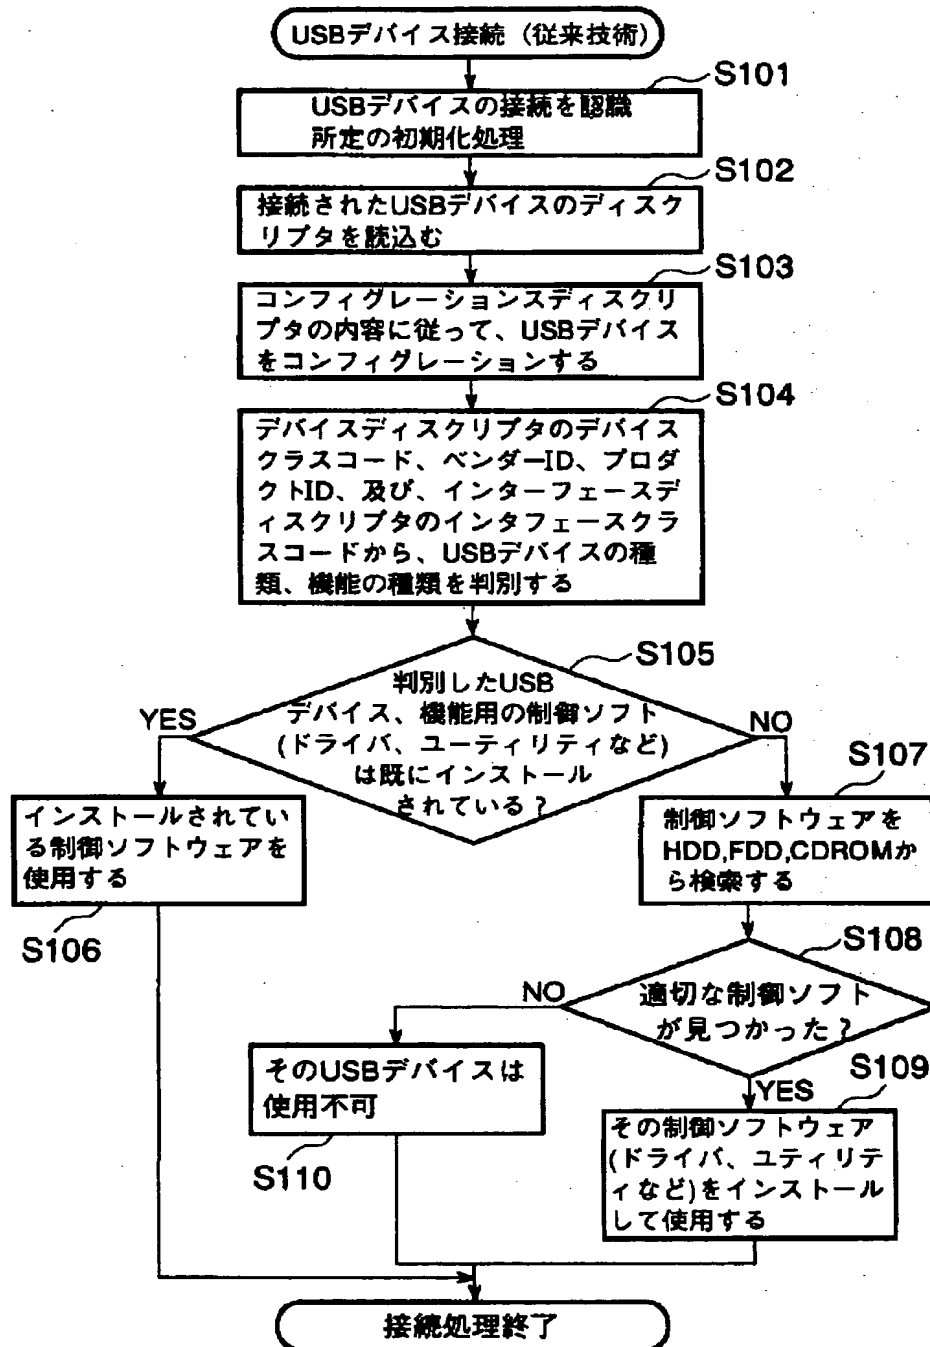 USBデバイス接続（従来技術）
S101
USBデバイスの接続を認識
所定の初期化処理
S102
接続されたUSBデバイスのディスク
リプタを読込む
S103
コンフィグレーションスディスクリ
プタの内容に従って、USBデバイス
をコンフィグレーションする
S104
デバイスディスクリプタのデバイス
クラスコード、ベンダーID、プロダ
クトID、及び、インターフェースデ
ィスクリプタのインタフェースクラ
スコードから、USBデバイスの種
類、機能の種類を判別する
S105
判別したUSB
デバイス、機能用の制御ソフト
(ドライバ、ユーティリティなど)
は既にインストール
されている？
YES
NO
インストールされてい
る制御ソフトウェアを
使用する
S106
S107
制御ソフトウェアを
HDD,FDD,CDROMか
ら検索する
S108
適切な制御ソフト
が見つかった？
NO
YES
そのUSBデバイスは
使用不可
S110
S109
その制御ソフトウェア
(ドライバ、ユティリテ
ィなど)をインストール
して使用する
接続処理終了